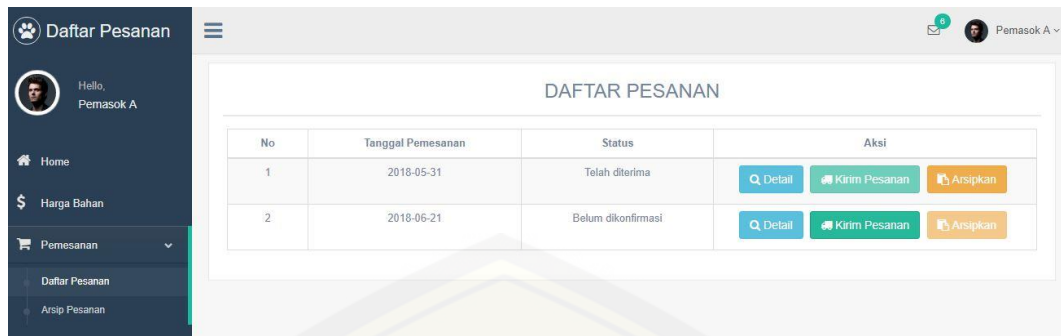 Daftar Pesanan
6
Pemasok A
Hello,
Pemasok A
Home
Harga Bahan
Pemesanan
Daftar Pesanan
Arsip Pesanan
DAFTAR PESANAN
No Tanggal Pemesanan Status Aksi
1 2018-05-31 Telah diterima Detail Kirim Pesanan Arsipkan
2 2018-06-21 Belum dikonfirmasi Detail Kirim Pesanan Arsipkan